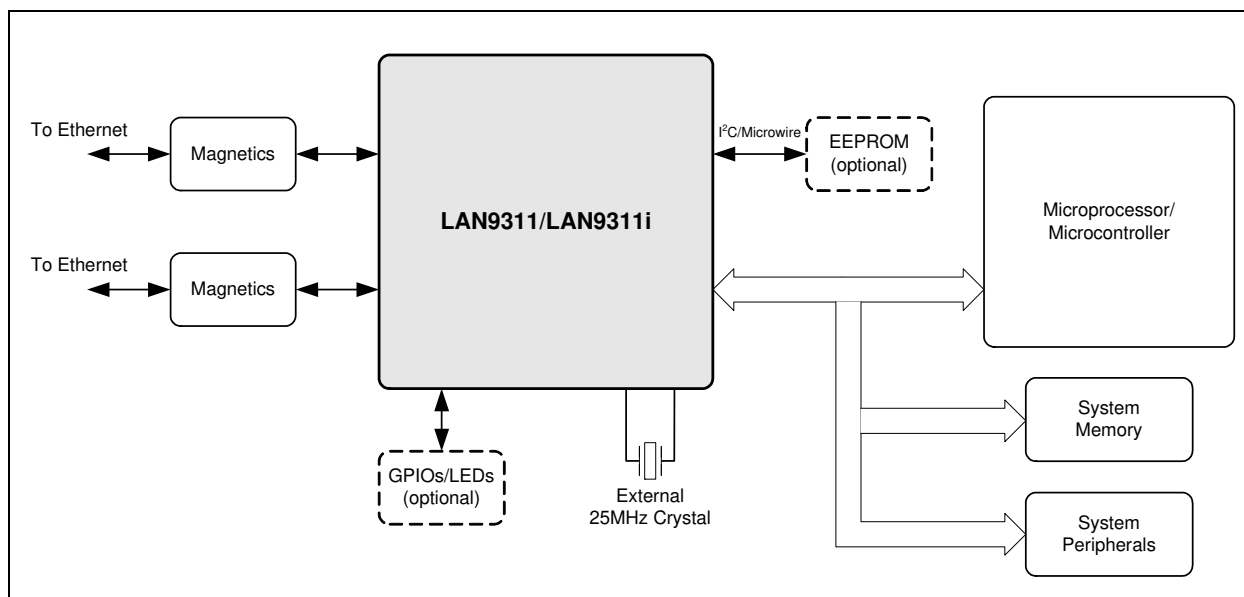 To Ethernet
Magnetics
To Ethernet
Magnetics
LAN9311/LAN9311i
I²C/Microwire
EEPROM
(optional)
Microprocessor/
Microcontroller
GPIOs/LEDs
(optional)
External
25MHz Crystal
System
Memory
System
Peripherals